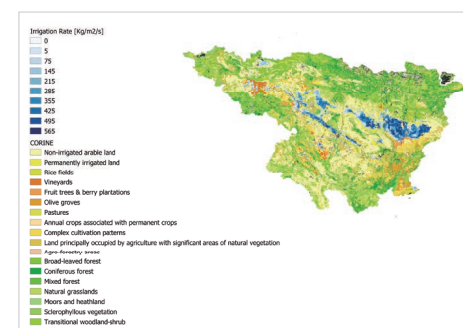 Irrigation Rate [Kg/m2/s]
0
5
75
145
215
285
355
425
495
565
CORINE
Non-irrigated arable land
Permanently irrigated land
Rice fields
Vineyards
Fruit trees & berry plantations
Olive groves
Pastures
Annual crops associated with permanent crops
Complex cultivation patterns
Land principally occupied by agriculture with significant areas of natural vegetation
Agro-forestry areas
Broad-leaved forest
Coniferous forest
Mixed forest
Natural grasslands
Moors and heathland
Sclerophyllous vegetation
Transitional woodland-shrub